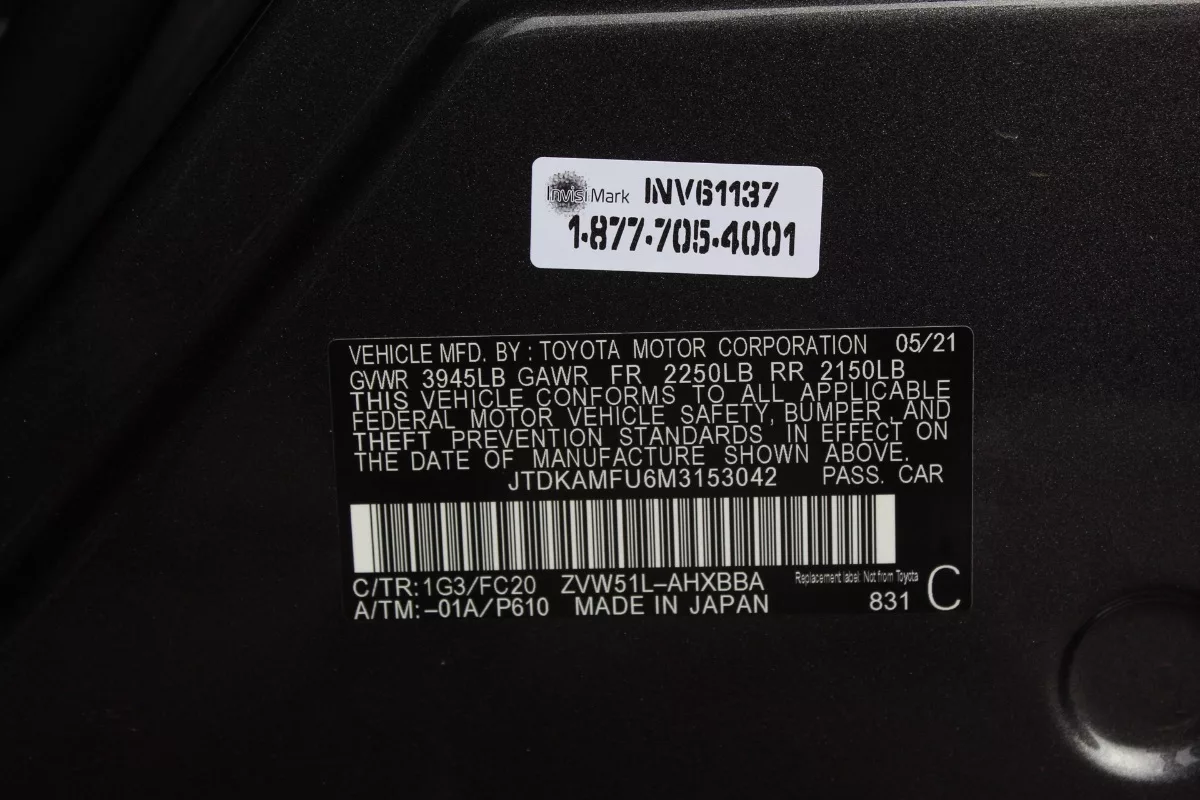 InvisiMark INV61137
1-877-705-4001
VEHICLE MFD. BY : TOYOTA MOTOR CORPORATION 05/21
GVWR 3945LB GAWR FR 2250LB RR 2150LB
THIS VEHICLE CONFORMS TO ALL APPLICABLE
FEDERAL MOTOR VEHICLE SAFETY, BUMPER, AND
THEFT PREVENTION STANDARDS IN EFFECT ON
THE DATE OF MANUFACTURE SHOWN ABOVE.
JTDKAMFU6M3153042 PASS. CAR
C/TR: 1G3/FC20 ZVW51L-AHXBBA Replacement label: Not from Toyota C
A/TM: -01A/P610 MADE IN JAPAN 831